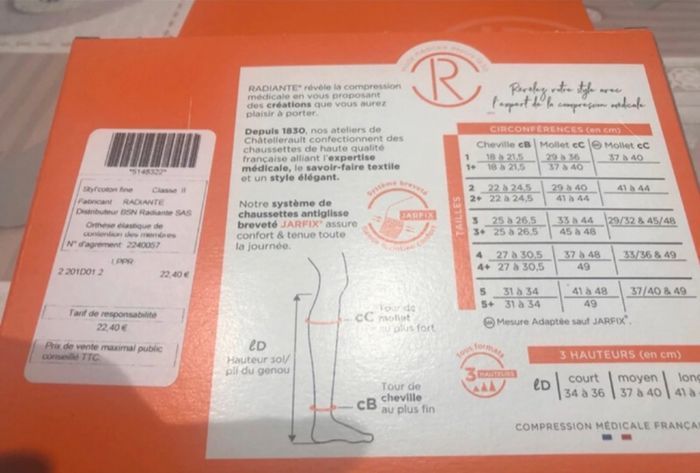 RADIANTE® révèle la compression
médicale en vous proposant
des créations que vous aurez
plaisir à porter.
Depuis 1830, nos ateliers de
Châtellerault confectionnent des
chaussettes de haute qualité
française alliant l'expertise
médicale, le savoir-faire textile
et un style élégant.
Notre système de
chaussettes antiglisse
breveté JARFIX® assure
confort & tenue toute
la journée.
Système breveté
JARFIX
R
Révélez votre style avec
l'expert de la compression médicale
*5148322*
Styl'coton fine Classe II
Fabricant RADIANTE
Distributeur BSN Radiante SAS
Orthèse élastique de
contention des membres
N° d'agrément 2240057
LPPR
2 201D01 2 22,40 €
Tarif de responsabilité
22,40 €
Prix de vente maximal public
conseillé TTC
CIRCONFÉRENCES (en cm)
Cheville cB Mollet cC Mollet cC
TAILLES
1 18 à 21,5 29 à 36 37 à 40
1+ 18 à 21,5 37 à 40
2 22 à 24,5 29 à 40 41 à 44
2+ 22 à 24,5 41 à 44
3 25 à 26,5 33 à 44 29/32 & 45/48
3+ 25 à 26,5 45 à 48
4 27 à 30,5 37 à 48 33/36 & 49
4+ 27 à 30,5 49
5 31 à 34 41 à 48 37/40 & 49
5+ 31 à 34 49
Mesure Adaptée sauf JARFIX®.
Tour de
cC mollet
au plus fort
lD
Hauteur sol/
pli du genou
Tour de
cB cheville
au plus fin
Tous formats
3 HAUTEURS
3 HAUTEURS (en cm)
lD court moyen long
34 à 36 37 à 40 41 à
COMPRESSION MÉDICALE FRANÇA